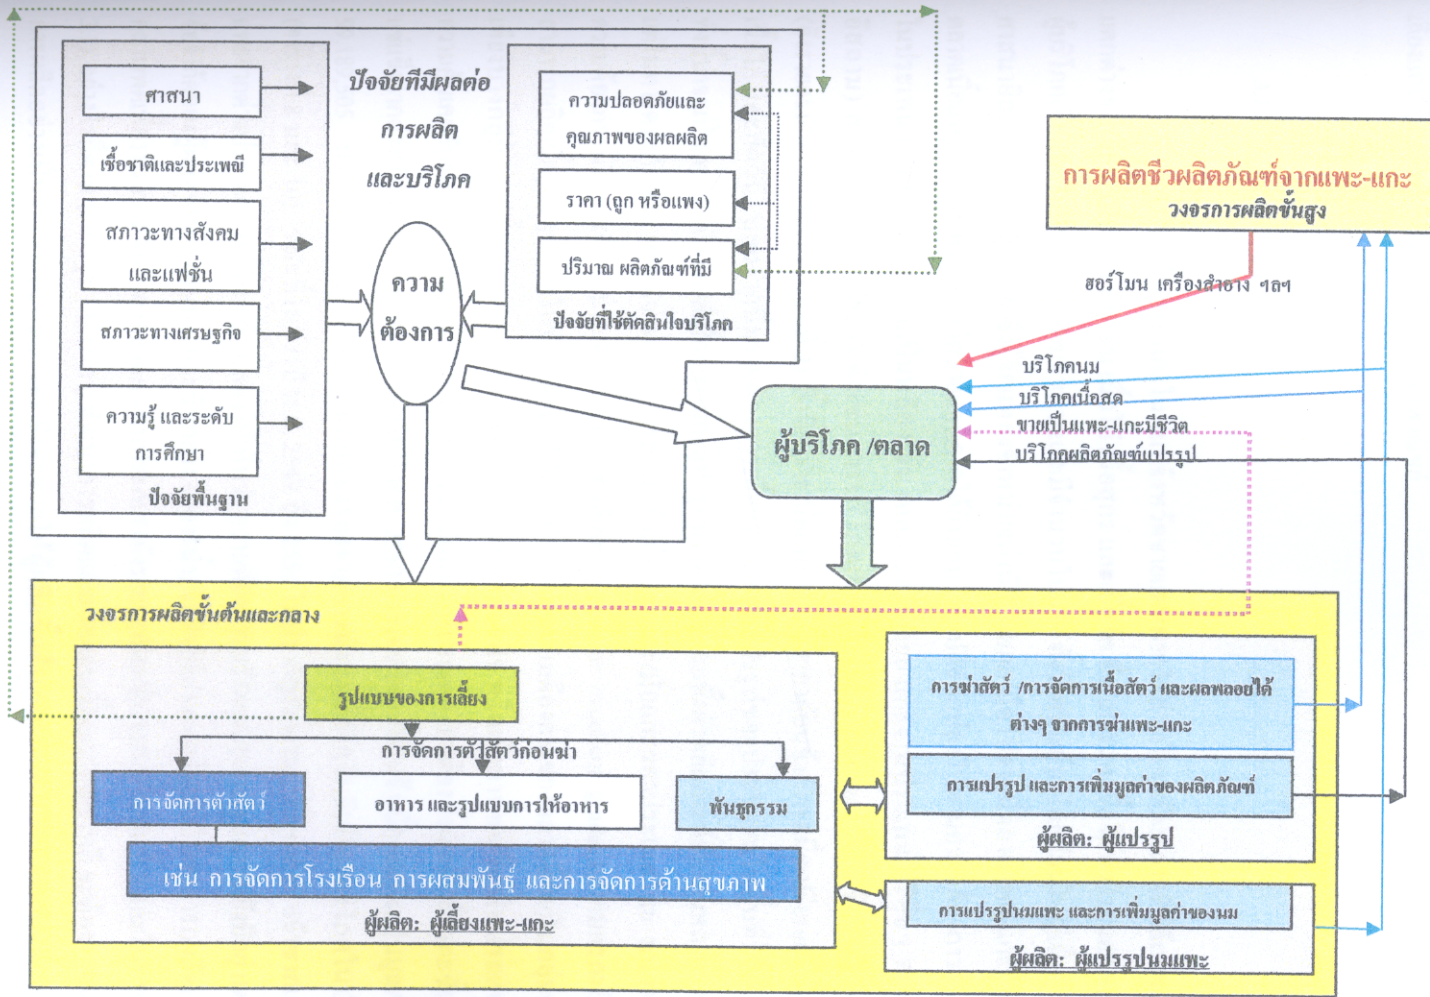 ปัจจัยที่มีผลต่อ
การผลิต
และบริโภค
ศาสนา
เชื้อชาติและประเพณี
สภาวะทางสังคม
และแฟชั่น
สภาวะทางเศรษฐกิจ
ความรู้ และระดับ
การศึกษา
ปัจจัยพื้นฐาน
ความ
ต้องการ
ความปลอดภัยและ
คุณภาพของผลผลิต
ราคา (ถูก หรือแพง)
ปริมาณ ผลิตภัณฑ์ที่มี
ปัจจัยที่ใช้ตัดสินใจบริโภค
การผลิตชีวผลิตภัณฑ์จากแพะ-แกะ
วงจรการผลิตขั้นสูง
ฮอร์โมน เครื่องสำอาง ฯลฯ
บริโภคนม
บริโภคเนื้อสด
ขายเป็นแพะ-แกะมีชีวิต
บริโภคผลิตภัณฑ์แปรรูป
ผู้บริโภค /ตลาด
วงจรการผลิตขั้นต้นและกลาง
รูปแบบของการเลี้ยง
การจัดการตัวสัตว์ก่อนฆ่า
การจัดการตัวสัตว์
อาหาร และรูปแบบการให้อาหาร
พันธุกรรม
เช่น การจัดการโรงเรือน การผสมพันธุ์ และการจัดการด้านสุขภาพ
ผู้ผลิต: ผู้เลี้ยงแพะ-แกะ
การฆ่าสัตว์ /การจัดการเนื้อสัตว์ และผลพลอยได้
ต่างๆ จากการฆ่าแพะ-แกะ
การแปรรูป และการเพิ่มมูลค่าของผลิตภัณฑ์
ผู้ผลิต: ผู้แปรรูป
การแปรรูปนมแพะ และการเพิ่มมูลค่าของนม
ผู้ผลิต: ผู้แปรรูปนมแพะ